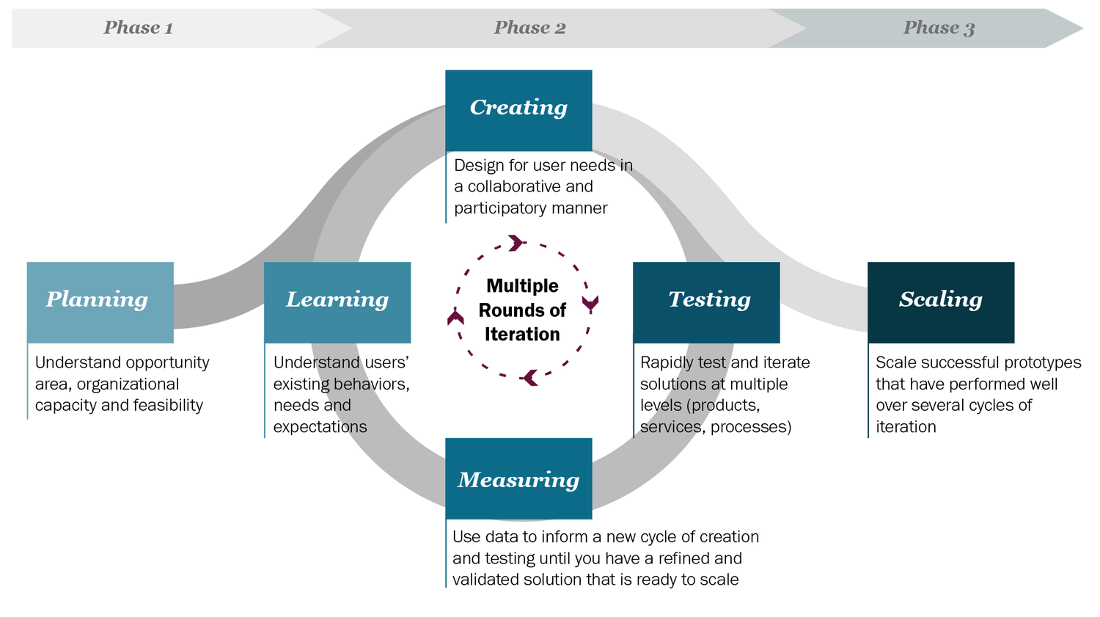 Phase 1
Phase 2
Phase 3
Creating
Design for user needs in
a collaborative and
participatory manner
Planning
Understand opportunity
area, organizational
capacity and feasibility
Learning
Understand users’
existing behaviors,
needs and
expectations
Multiple
Rounds of
Iteration
Testing
Rapidly test and iterate
solutions at multiple
levels (products,
services, processes)
Scaling
Scale successful prototypes
that have performed well
over several cycles of
iteration
Measuring
Use data to inform a new cycle of creation
and testing until you have a refined and
validated solution that is ready to scale